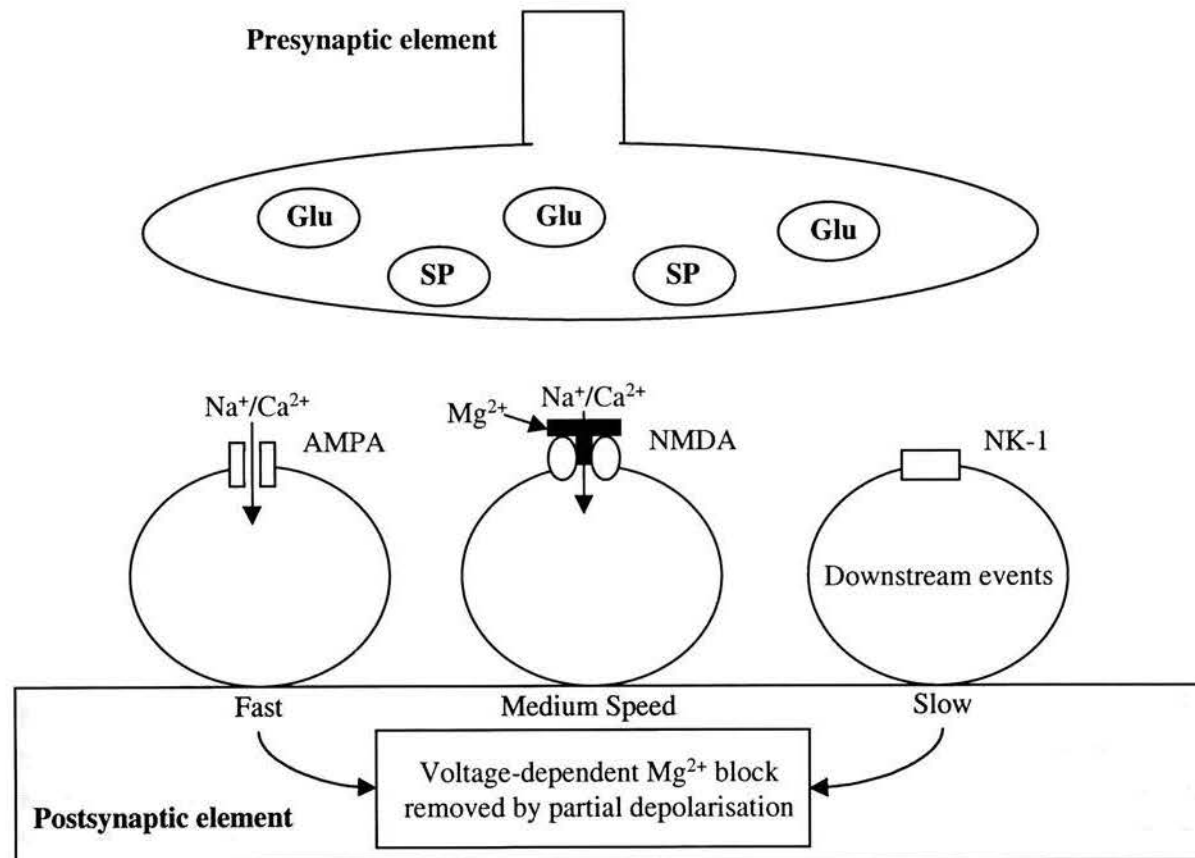 Presynaptic element
Glu
Glu
Glu
SP
SP
Na⁺/Ca²⁺
AMPA
Mg²⁺
Na⁺/Ca²⁺
NMDA
NK-1
Downstream events
Fast
Medium Speed
Slow
Voltage-dependent Mg²⁺ block
removed by partial depolarisation
Postsynaptic element